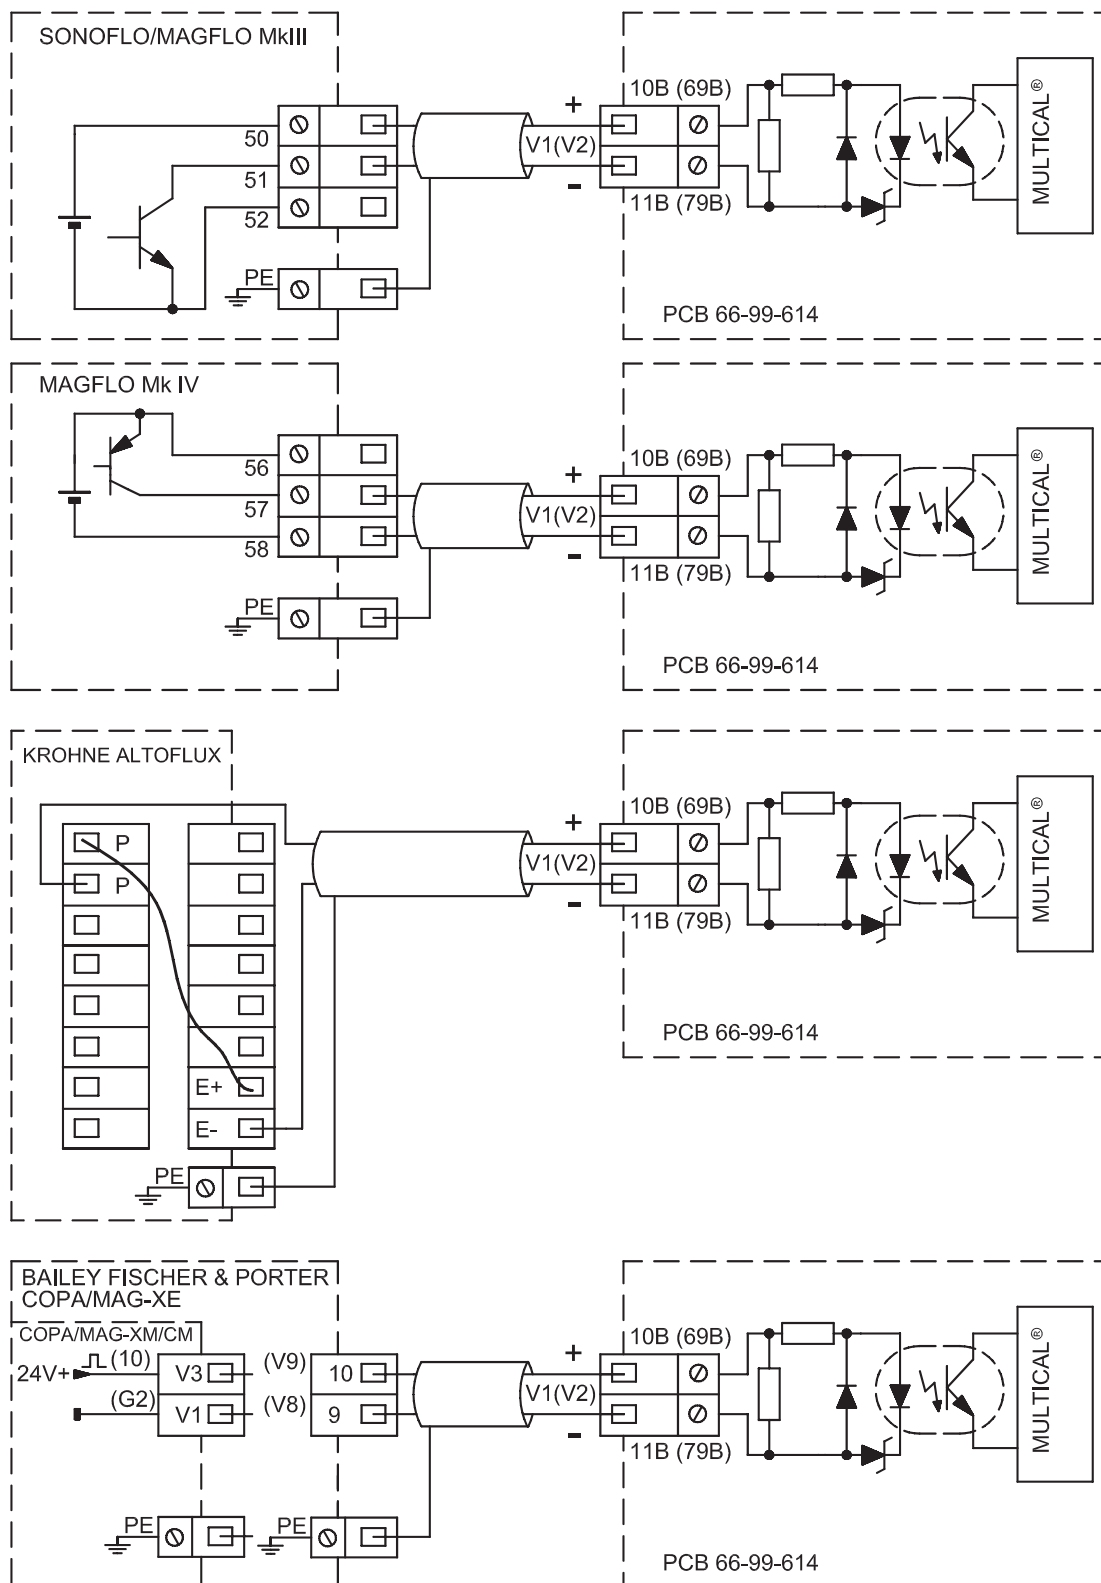 SONOFLO/MAGFLO MkIII
50
51
52
PE
+
V1(V2)
-
10B (69B)
11B (79B)
MULTICAL®
PCB 66-99-614
MAGFLO Mk IV
56
57
58
PE
+
V1(V2)
-
10B (69B)
11B (79B)
MULTICAL®
PCB 66-99-614
KROHNE ALTOFLUX
P
P
E+
E-
PE
+
V1(V2)
-
10B (69B)
11B (79B)
MULTICAL®
PCB 66-99-614
BAILEY FISCHER & PORTER
COPA/MAG-XE
COPA/MAG-XM/CM
24V+ (10) V3 (V9) 10
(G2) V1 (V8) 9
PE
PE
+
V1(V2)
-
10B (69B)
11B (79B)
MULTICAL®
PCB 66-99-614